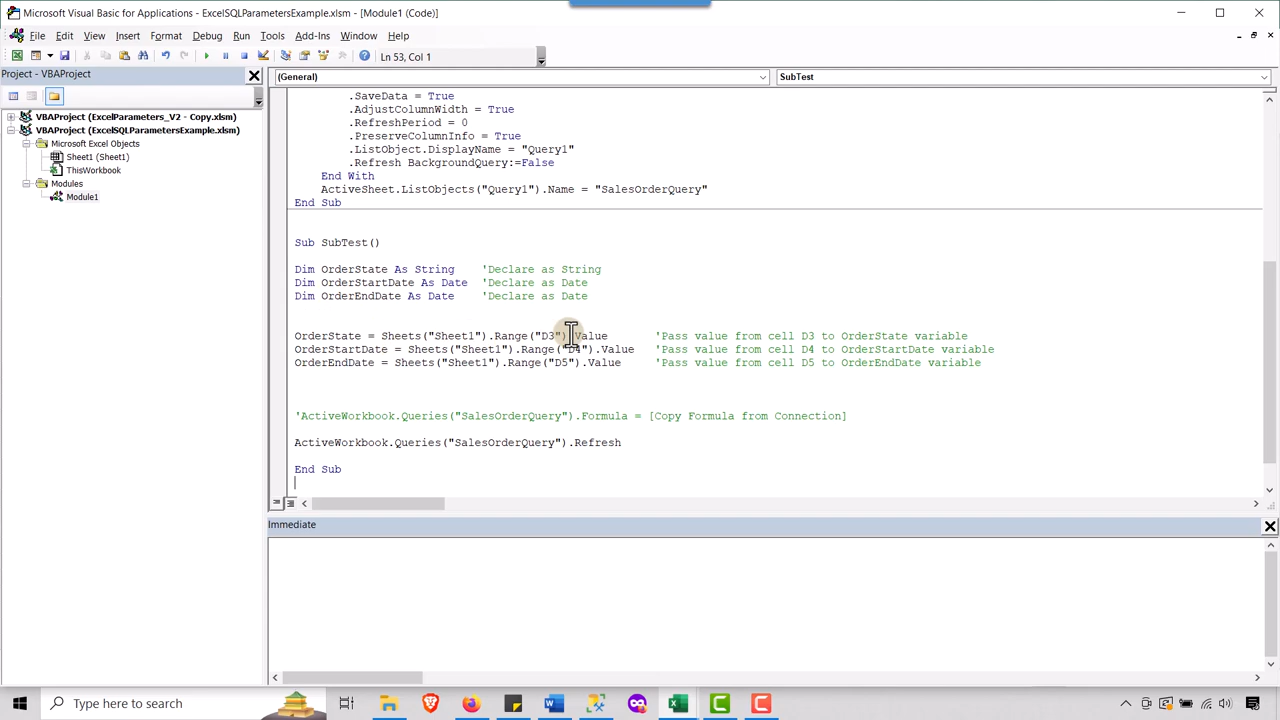 Microsoft Visual Basic for Applications - ExcelSQLParametersExample.xlsm - [Module1 (Code)]
File Edit View Insert Format Debug Run Tools Add-Ins Window Help
Ln 53, Col 1
Project - VBAProject
(General)
SubTest
VBAProject (ExcelParameters_V2 - Copy.xlsm)
VBAProject (ExcelSQLParametersExample.xlsm)
Microsoft Excel Objects
Sheet1 (Sheet1)
ThisWorkbook
Modules
Module1
.SaveData = True
.AdjustColumnWidth = True
.RefreshPeriod = 0
.PreserveColumnInfo = True
.ListObject.DisplayName = "Query1"
.Refresh BackgroundQuery:=False
End With
ActiveSheet.ListObjects("Query1").Name = "SalesOrderQuery"
End Sub
Sub SubTest()
Dim OrderState As String 'Declare as String
Dim OrderStartDate As Date 'Declare as Date
Dim OrderEndDate As Date 'Declare as Date
OrderState = Sheets("Sheet1").Range("D3").Value 'Pass value from cell D3 to OrderState variable
OrderStartDate = Sheets("Sheet1").Range("D4").Value 'Pass value from cell D4 to OrderStartDate variable
OrderEndDate = Sheets("Sheet1").Range("D5").Value 'Pass value from cell D5 to OrderEndDate variable
'ActiveWorkbook.Queries("SalesOrderQuery").Formula = [Copy Formula from Connection]
ActiveWorkbook.Queries("SalesOrderQuery").Refresh
End Sub
Immediate
Type here to search